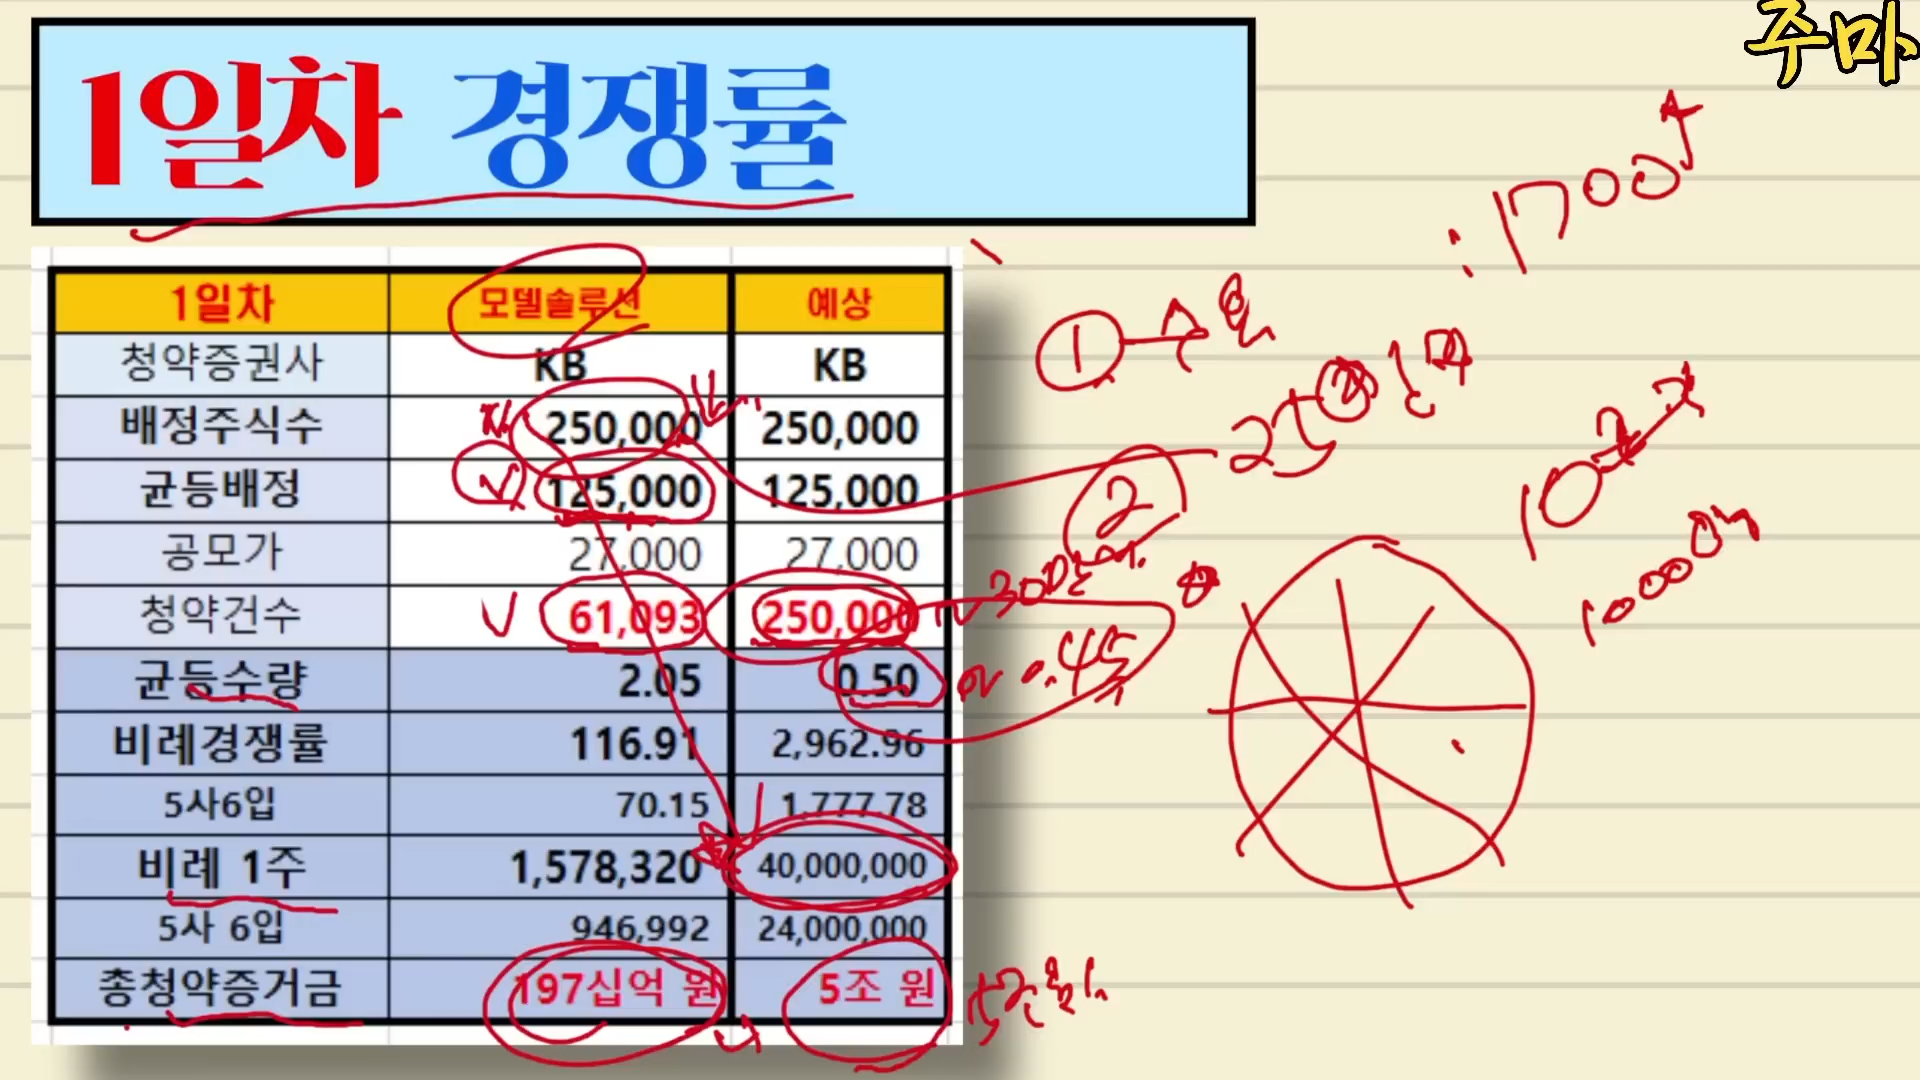 주마
1일차 경쟁률
1700
1일차 모델솔루션 예상
청약증권사 KB KB
배정주식수 250,000 250,000
균등배정 125,000 125,000
공모가 27,000 27,000
청약건수 61,093 250,000
균등수량 2.05 0.50
비례경쟁률 116.91 2,962.96
5사6입 70.15 1,777.78
비례 1주 1,578,320 40,000,000
5사 6입 946,992 24,000,000
총청약증거금 197십억 원 5조 원
1
2
0.45